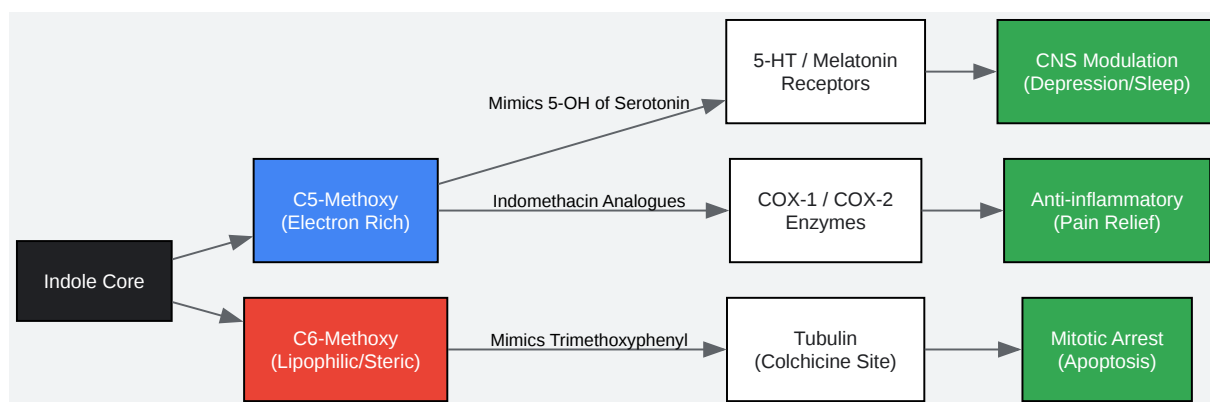 5-HT / Melatonin
Receptors
CNS Modulation
(Depression/Sleep)
Mimics 5-OH of Serotonin
C5-Methoxy
(Electron Rich)
Indomethacin Analogues
COX-1 / COX-2
Enzymes
Anti-inflammatory
(Pain Relief)
Indole Core
C6-Methoxy
(Lipophilic/Steric)
Mimics Trimethoxyphenyl
Tubulin
(Colchicine Site)
Mitotic Arrest
(Apoptosis)